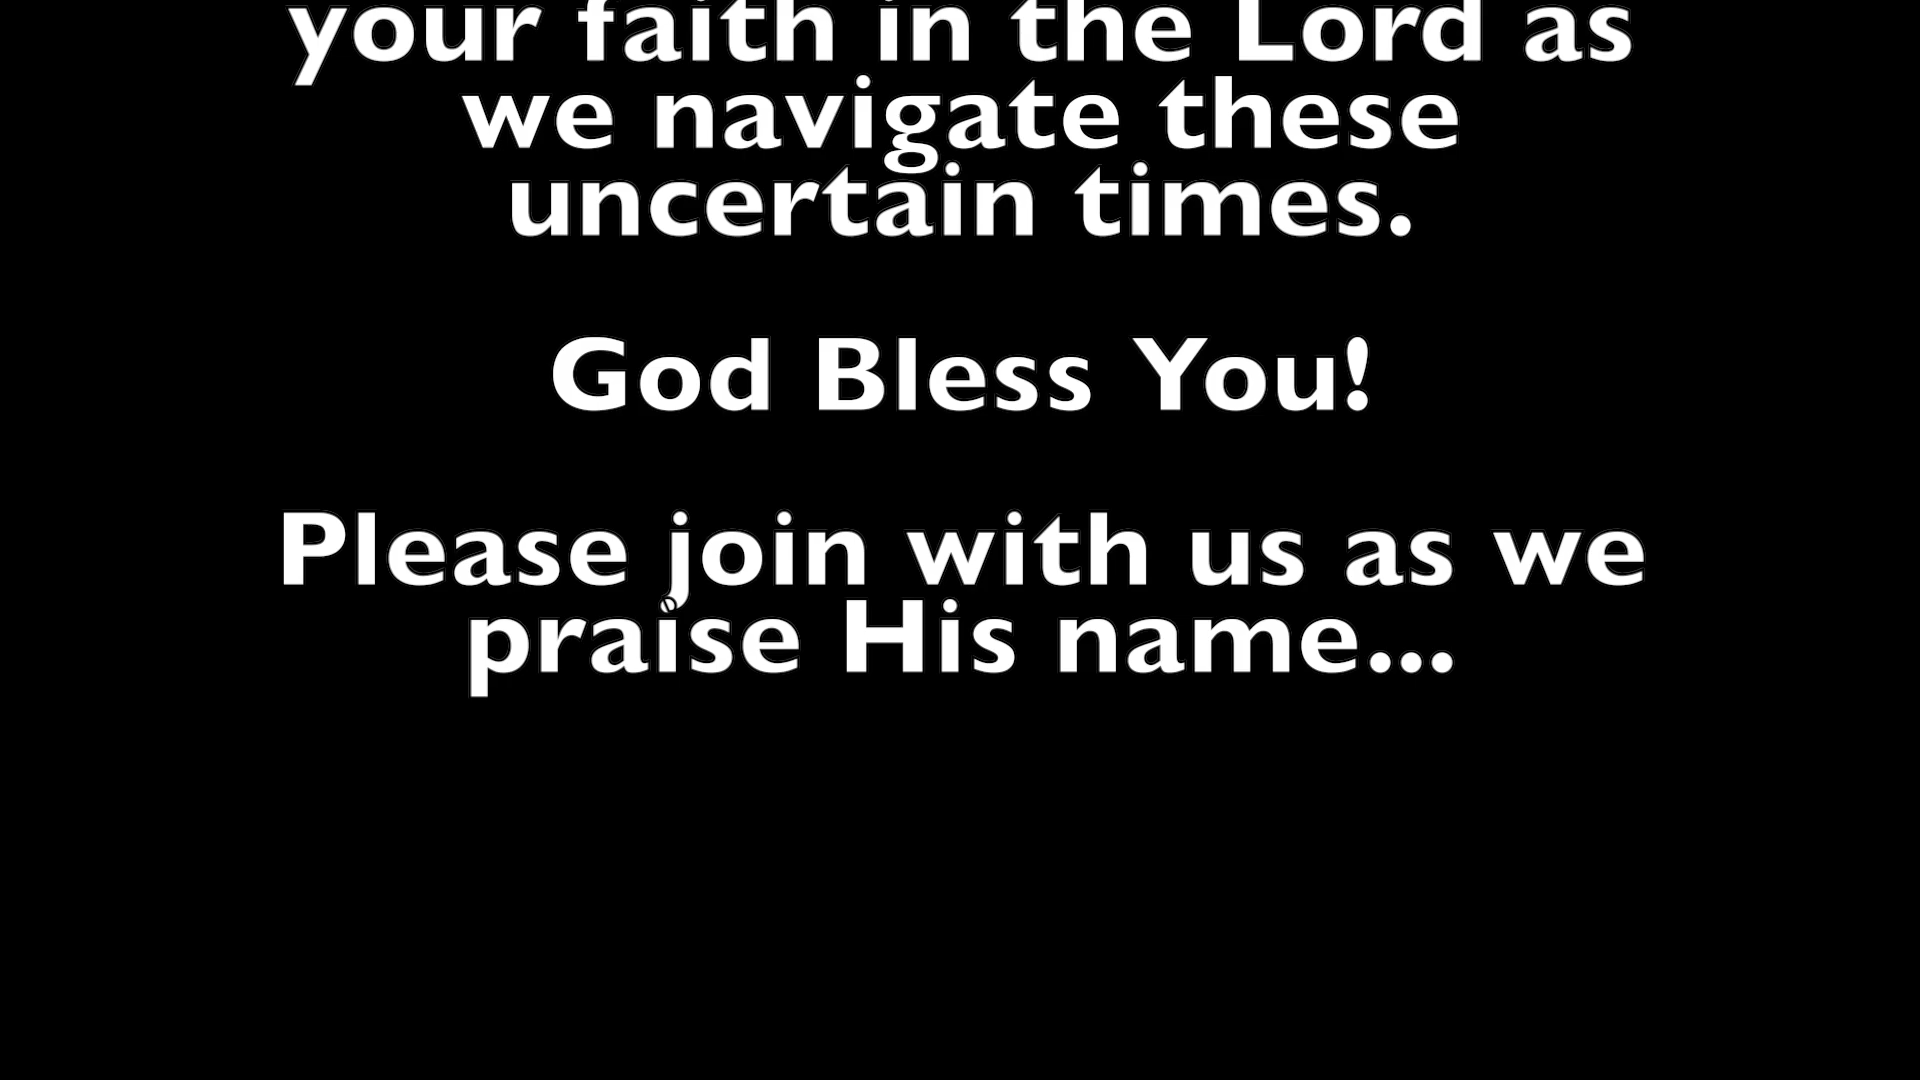 your faith in the Lord as
we navigate these
uncertain times.
God Bless You!
Please join with us as we
praise His name...